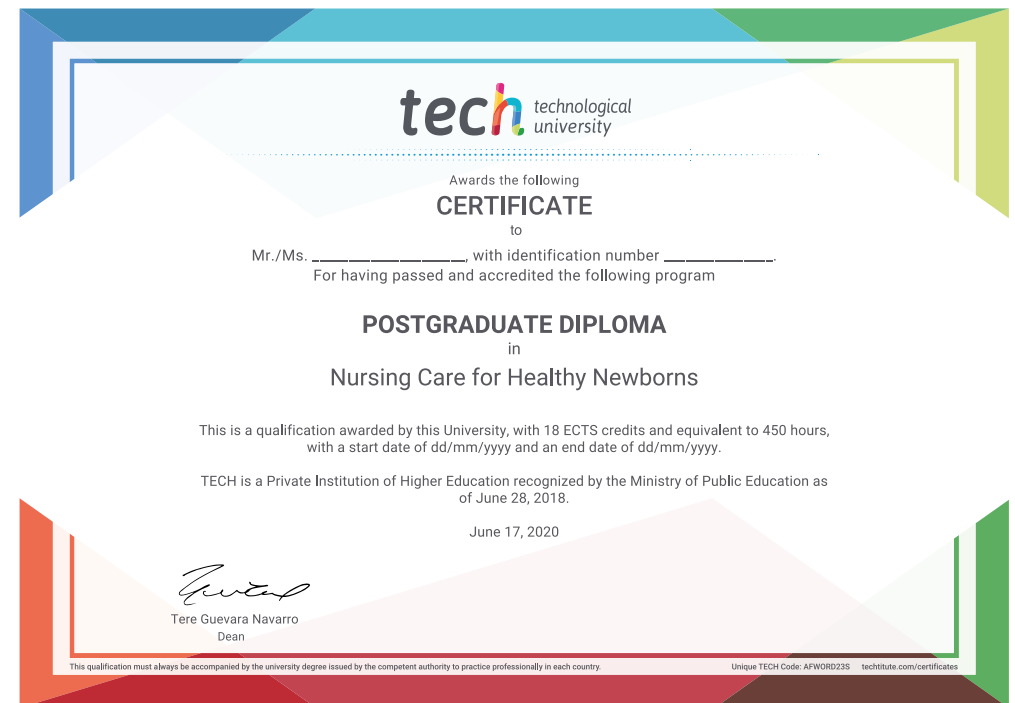 tech technological
university
Awards the following
CERTIFICATE
to
Mr./Ms. ____________________, with identification number ______________.
For having passed and accredited the following program
POSTGRADUATE DIPLOMA
in
Nursing Care for Healthy Newborns
This is a qualification awarded by this University, with 18 ECTS credits and equivalent to 450 hours,
with a start date of dd/mm/yyyy and an end date of dd/mm/yyyy.
TECH is a Private Institution of Higher Education recognized by the Ministry of Public Education as
of June 28, 2018.
June 17, 2020
Tere Guevara Navarro
Dean
This qualification must always be accompanied by the university degree issued by the competent authority to practice professionally in each country.
Unique TECH Code: AFWORD23S techtitute.com/certificates